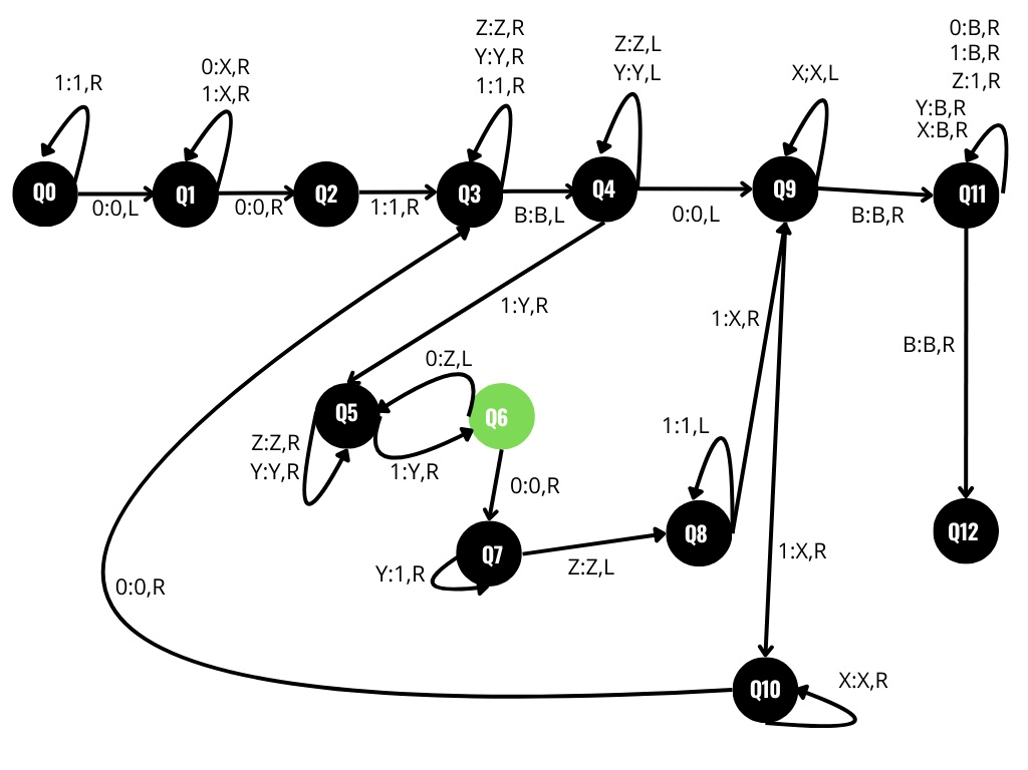 0:B,R
1:B,R
Z:1,R
Y:B,R
X:B,R
Z:Z,R
Y:Y,R
1:1,R
Z:Z,L
Y:Y,L
0:X,R
1:X,R
X;X,L
1:1,R
Q0
Q1
Q2
Q3
Q4
Q9
Q11
0:0,L
0:0,R
1:1,R
B:B,L
0:0,L
B:B,R
1:Y,R
1:X,R
B:B,R
0:Z,L
Q5
Q6
Z:Z,R
Y:Y,R
1:Y,R
1:1,L
0:0,R
Q7
Q8
Q12
Y:1,R
Z:Z,L
1:X,R
0:0,R
Q10
X:X,R